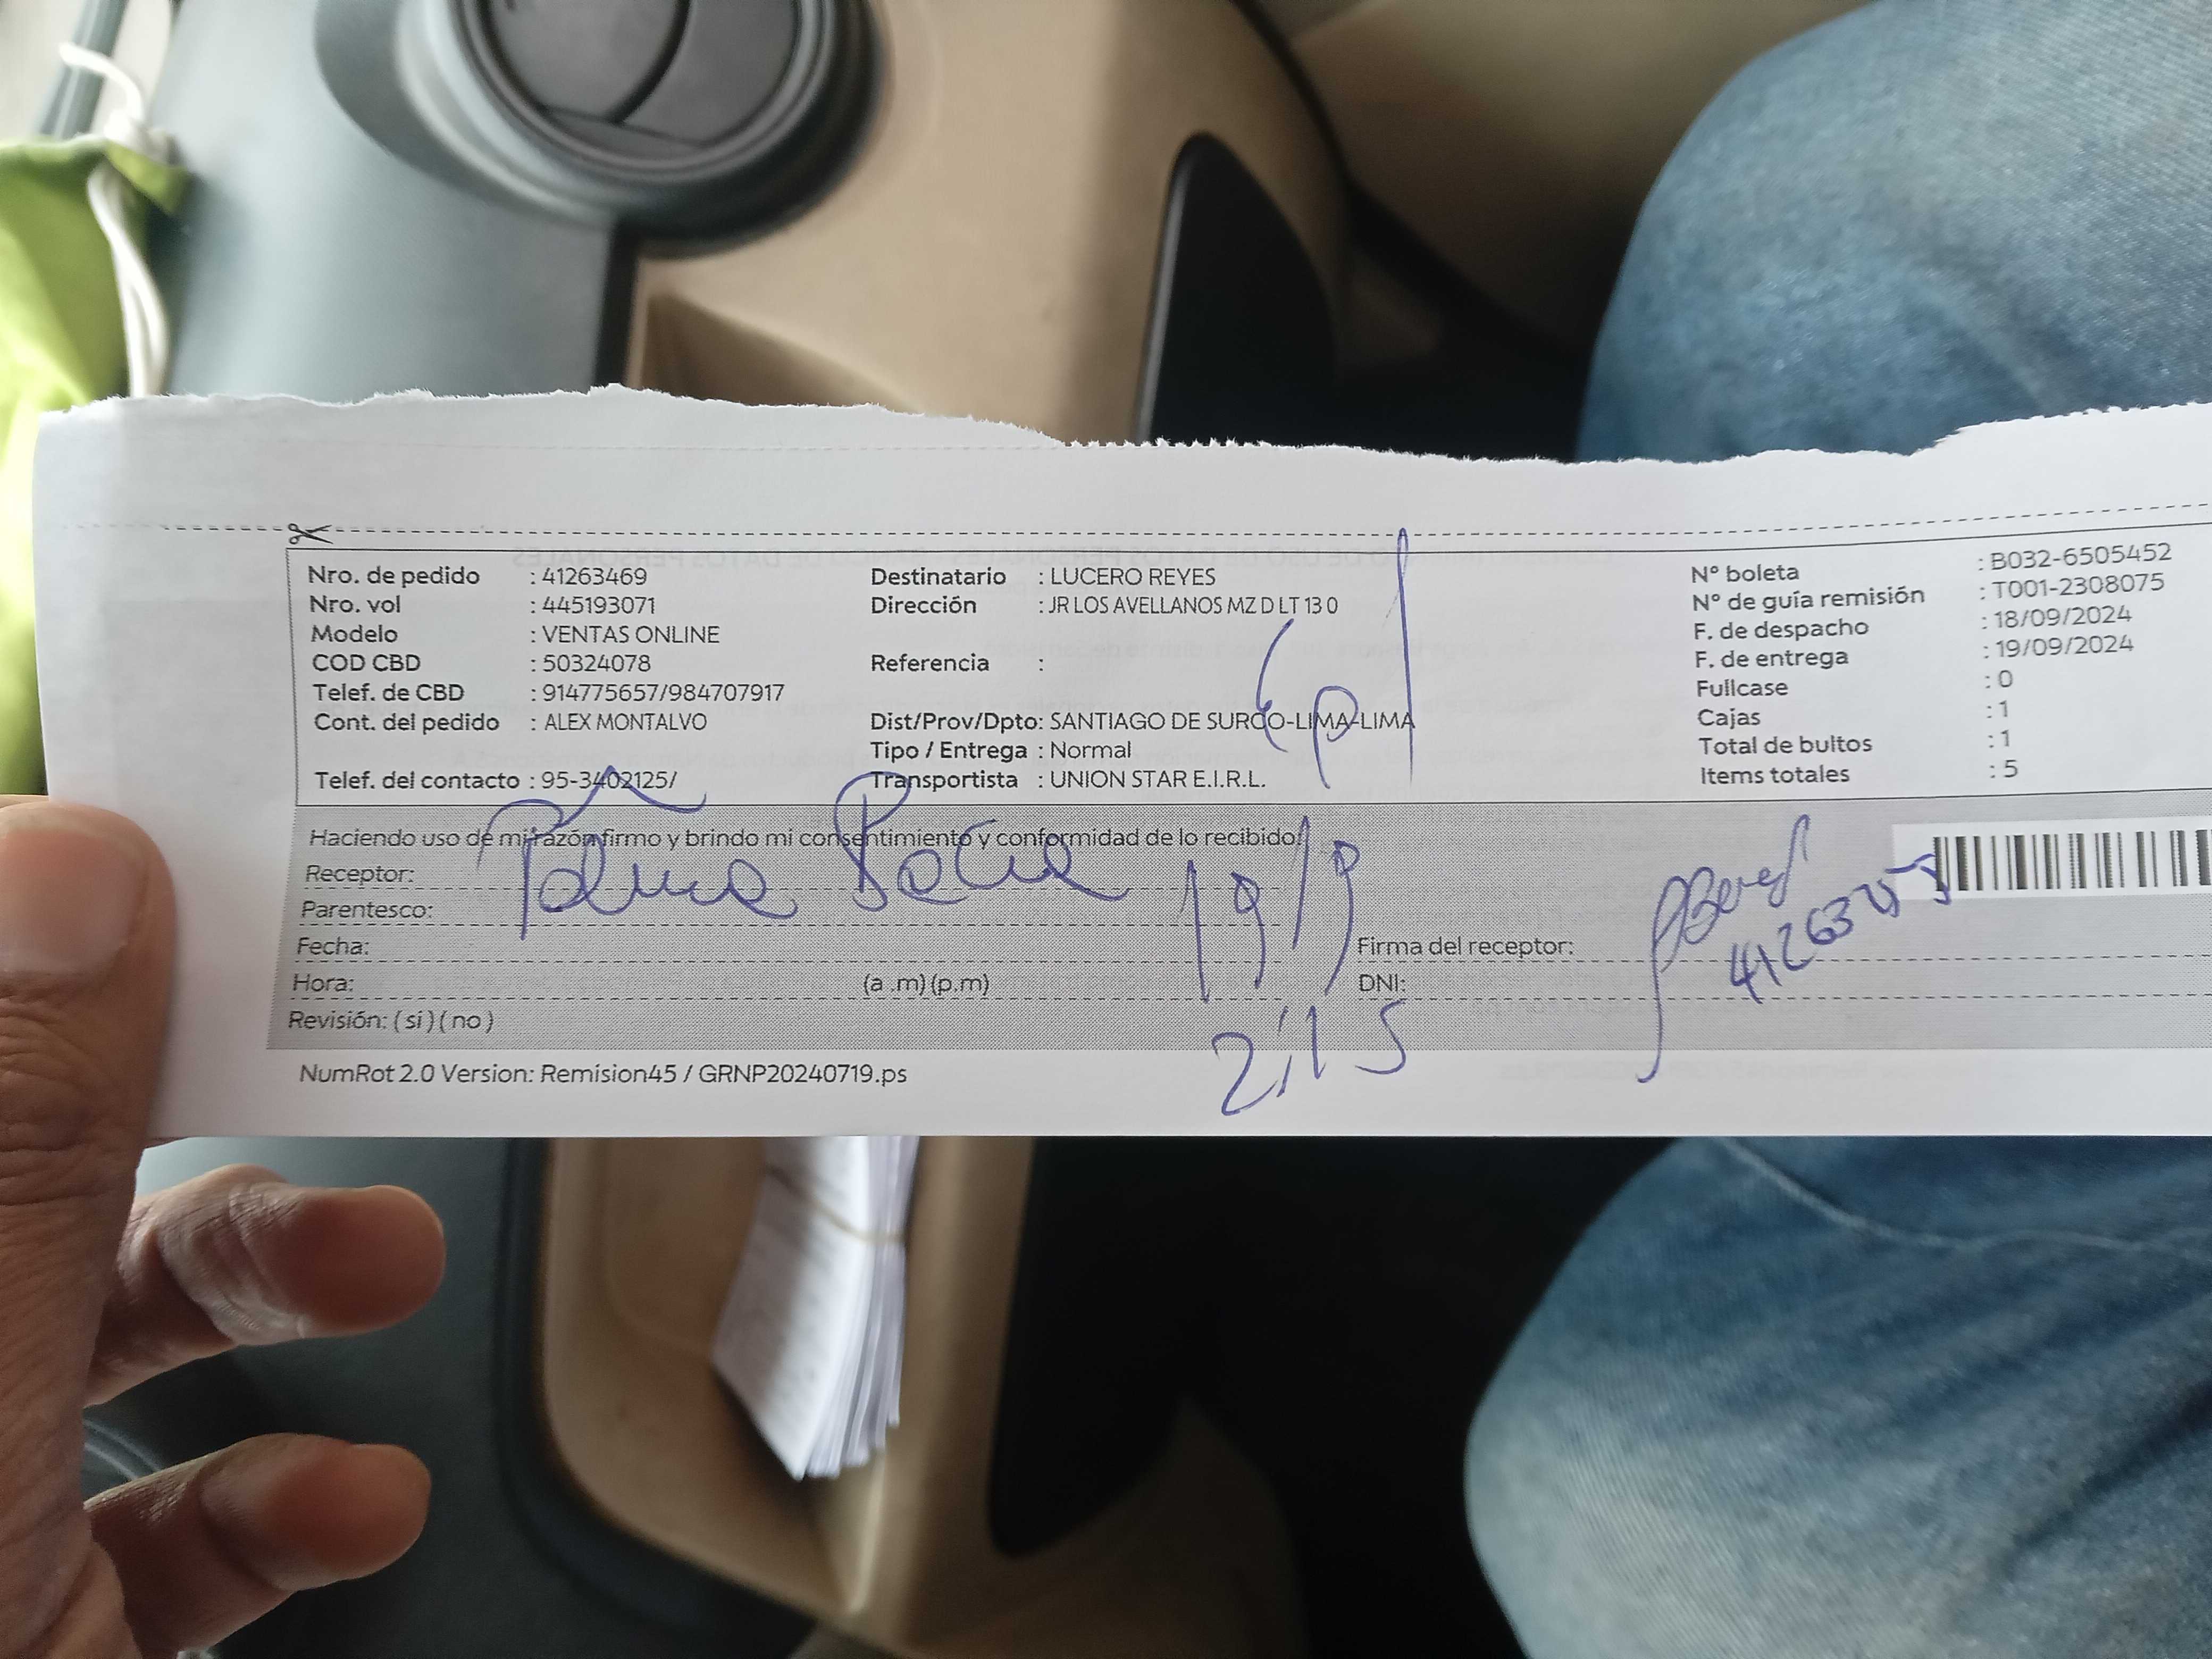 Nro. de pedido : 41263469
Nro. vol : 445193071
Modelo : VENTAS ONLINE
COD CBD : 50324078
Telef. de CBD : 914775657/984707917
Cont. del pedido : ALEX MONTALVO
Telef. del contacto : 95-3402125/
Destinatario : LUCERO REYES
Dirección : JR LOS AVELLANOS MZ D LT 13 0
Referencia :
Dist/Prov/Dpto: SANTIAGO DE SURCO-LIMA-LIMA
Tipo / Entrega : Normal
Transportista : UNION STAR E.I.R.L.
N° boleta : B032-6505452
N° de guía remisión : T001-2308075
F. de despacho : 18/09/2024
F. de entrega : 19/09/2024
Fullcase : 0
Cajas : 1
Total de bultos : 1
Items totales : 5
Haciendo uso de mi razón firmo y brindo mi consentimiento y conformidad de lo recibido.
Receptor:
Parentesco:
Fecha: 19/9
Firma del receptor:
Hora: (a .m) (p.m)
DNI:
2:15
Revisión: ( si ) ( no )
NumRot 2.0 Version: Remision45 / GRNP20240719.ps